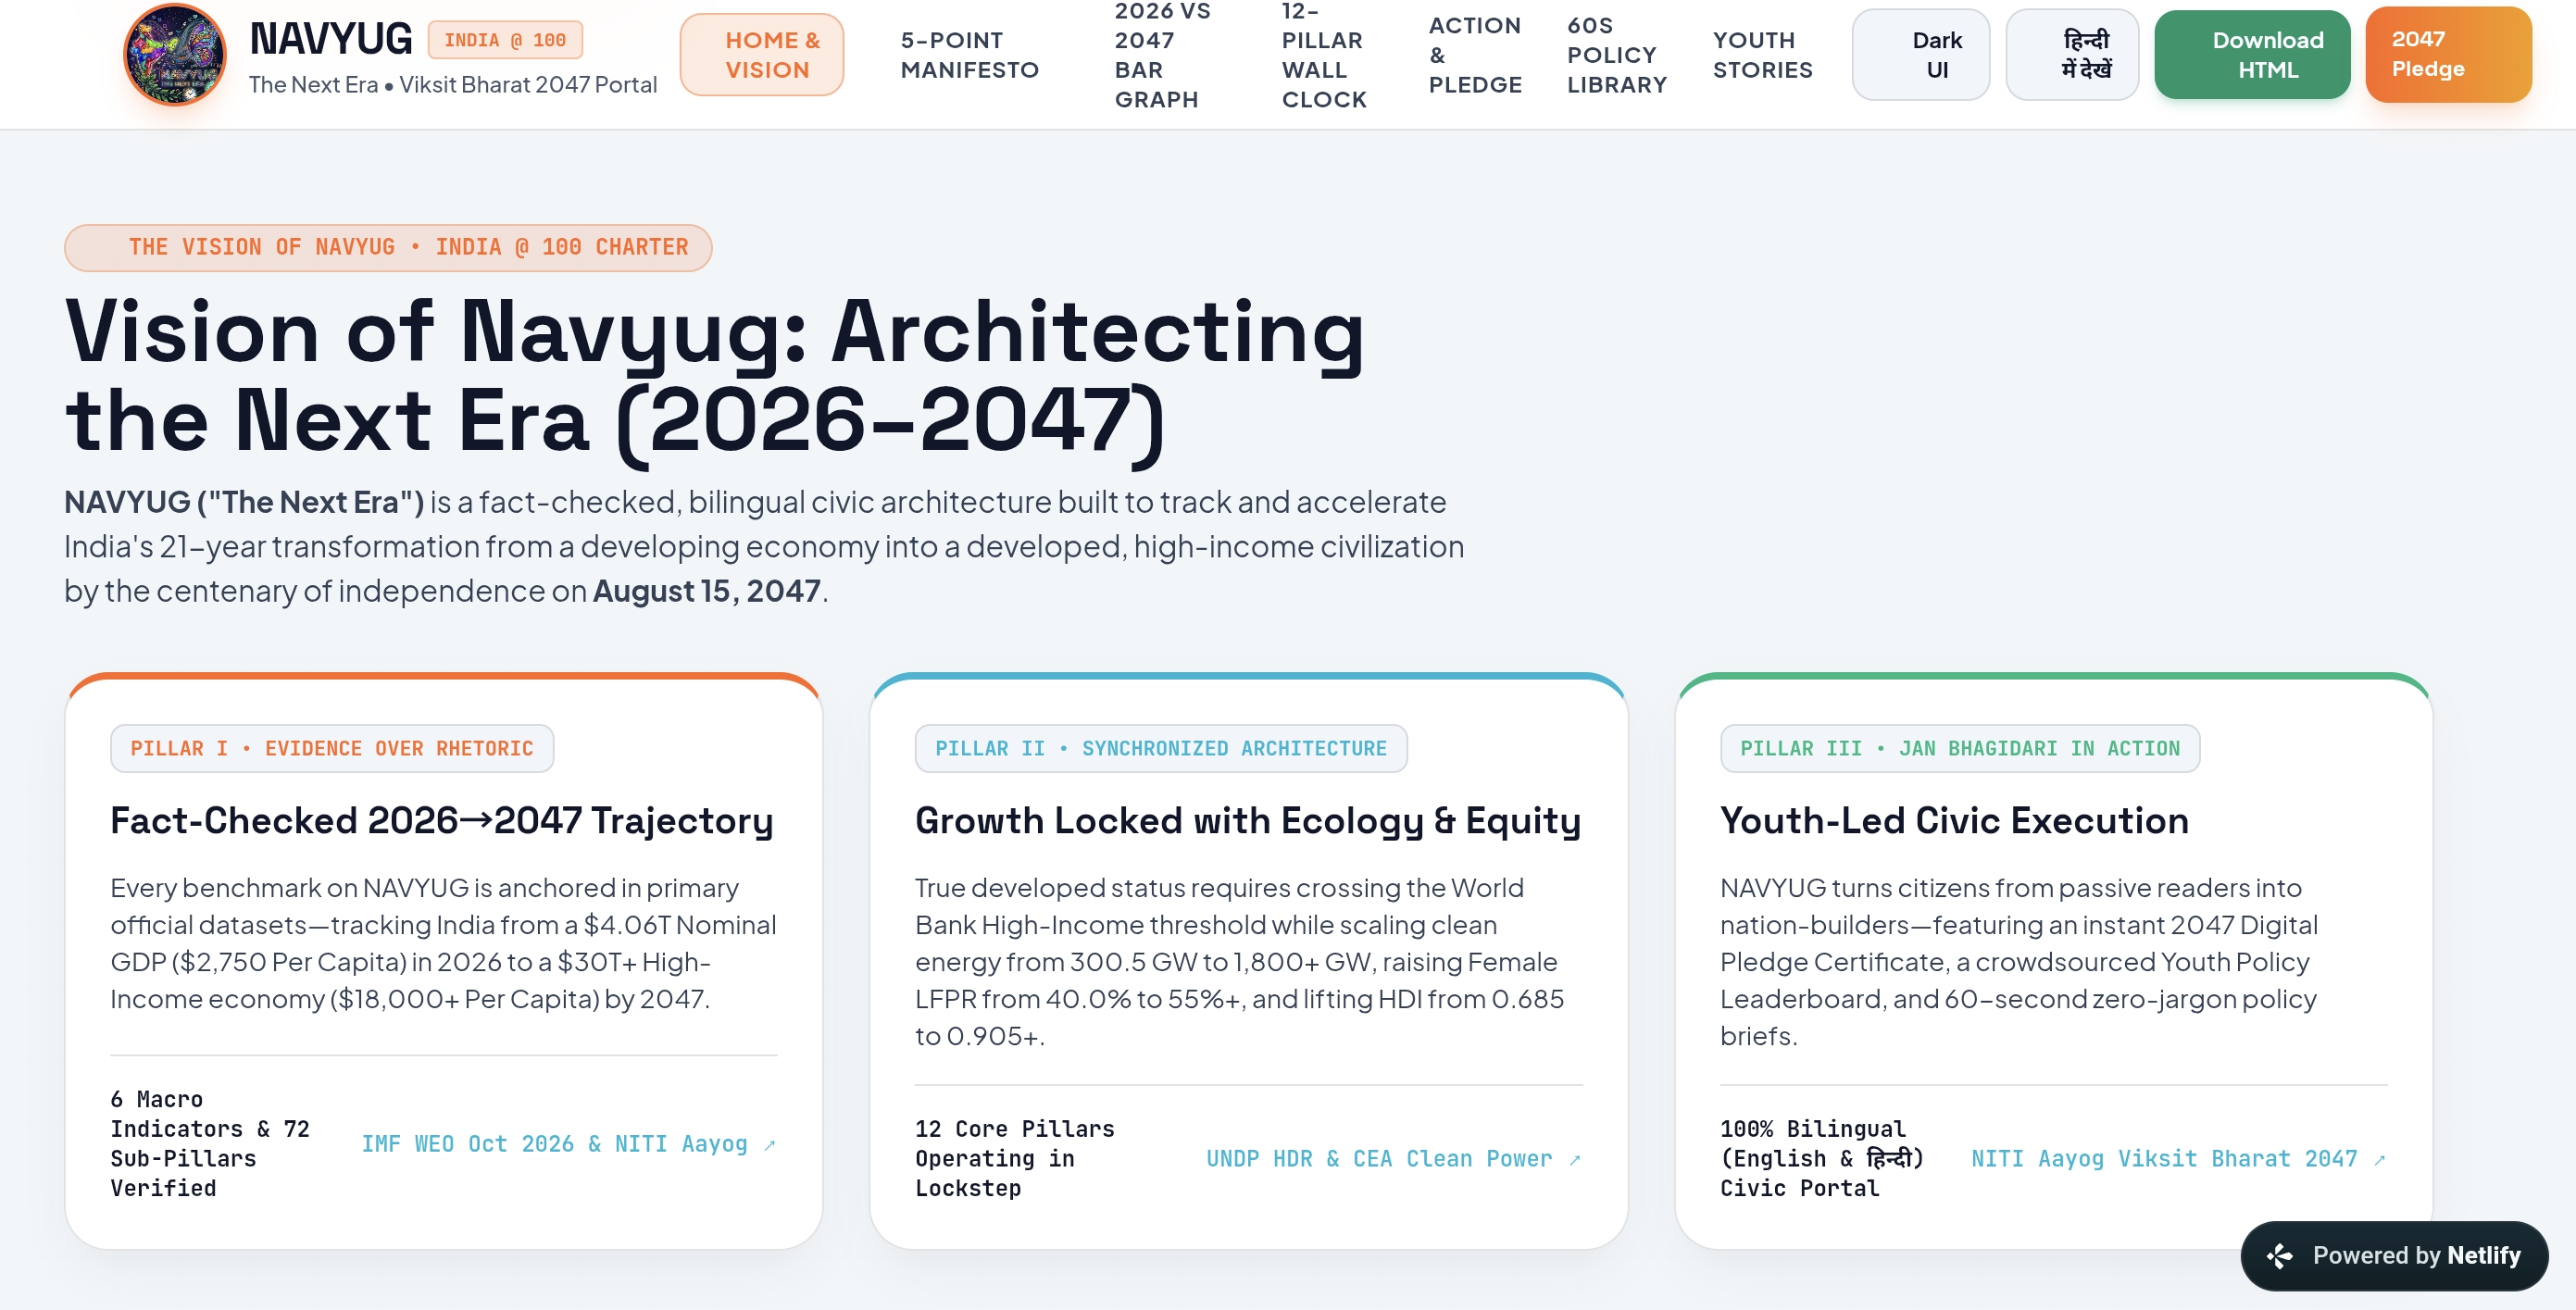 NAVYUG
INDIA @ 100
The Next Era • Viksit Bharat 2047 Portal
HOME &
VISION
5-POINT
MANIFESTO
2026 VS
2047
BAR
GRAPH
12-
PILLAR
WALL
CLOCK
ACTION
&
PLEDGE
60S
POLICY
LIBRARY
YOUTH
STORIES
Dark
UI
हिन्दी
में देखें
Download
HTML
2047
Pledge
THE VISION OF NAVYUG • INDIA @ 100 CHARTER
Vision of Navyug: Architecting
the Next Era (2026–2047)
NAVYUG ("The Next Era") is a fact-checked, bilingual civic architecture built to track and accelerate
India's 21-year transformation from a developing economy into a developed, high-income civilization
by the centenary of independence on August 15, 2047.
PILLAR I • EVIDENCE OVER RHETORIC
Fact-Checked 2026→2047 Trajectory
Every benchmark on NAVYUG is anchored in primary
official datasets—tracking India from a $4.06T Nominal
GDP ($2,750 Per Capita) in 2026 to a $30T+ High-
Income economy ($18,000+ Per Capita) by 2047.
6 Macro
Indicators & 72
Sub-Pillars
Verified
IMF WEO Oct 2026 & NITI Aayog ↗
PILLAR II • SYNCHRONIZED ARCHITECTURE
Growth Locked with Ecology & Equity
True developed status requires crossing the World
Bank High-Income threshold while scaling clean
energy from 300.5 GW to 1,800+ GW, raising Female
LFPR from 40.0% to 55%+, and lifting HDI from 0.685
to 0.905+.
12 Core Pillars
Operating in
Lockstep
UNDP HDR & CEA Clean Power ↗
PILLAR III • JAN BHAGIDARI IN ACTION
Youth-Led Civic Execution
NAVYUG turns citizens from passive readers into
nation-builders—featuring an instant 2047 Digital
Pledge Certificate, a crowdsourced Youth Policy
Leaderboard, and 60-second zero-jargon policy
briefs.
100% Bilingual
(English & हिन्दी)
Civic Portal
NITI Aayog Viksit Bharat 2047 ↗
Powered by Netlify